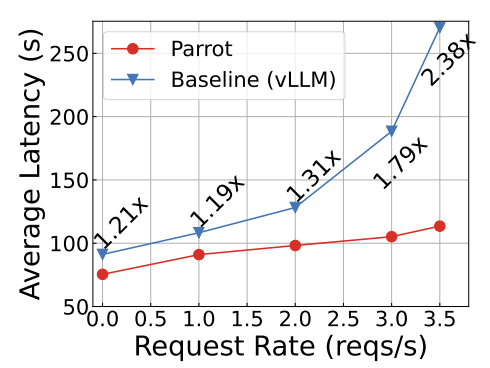 Parrot
Baseline (vLLM)
Average Latency (s)
250
200
150
100
50
1.21x
1.19x
1.31x
1.79x
2.38x
0.0 0.5 1.0 1.5 2.0 2.5 3.0 3.5
Request Rate (reqs/s)